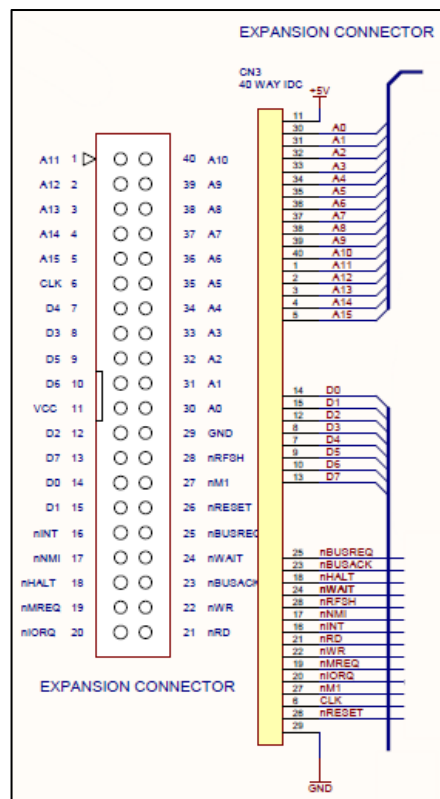 EXPANSION CONNECTOR
CN3
40 WAY IDC
+5V
A11 1 40 A10
A12 2 39 A9
A13 3 38 A8
A14 4 37 A7
A15 5 36 A6
CLK 6 35 A5
D4 7 34 A4
D3 8 33 A3
D5 9 32 A2
D6 10 31 A1
VCC 11 30 A0
D2 12 29 GND
D7 13 28 nRFSH
D0 14 27 nM1
D1 15 26 nRESET
nINT 16 25 nBUSREQ
nNMI 17 24 nWAIT
nHALT 18 23 nBUSACK
nMREQ 19 22 nWR
nIORQ 20 21 nRD
EXPANSION CONNECTOR
11
30 A0
31 A1
32 A2
33 A3
34 A4
35 A5
36 A6
37 A7
38 A8
39 A9
40 A10
1 A11
2 A12
3 A13
4 A14
5 A15
14 D0
15 D1
12 D2
8 D3
7 D4
9 D5
10 D6
13 D7
25 nBUSREQ
23 nBUSACK
18 nHALT
24 nWAIT
28 nRFSH
17 nNMI
16 nINT
21 nRD
22 nWR
19 nMREQ
20 nIORQ
27 nM1
6 CLK
26 nRESET
29
GND